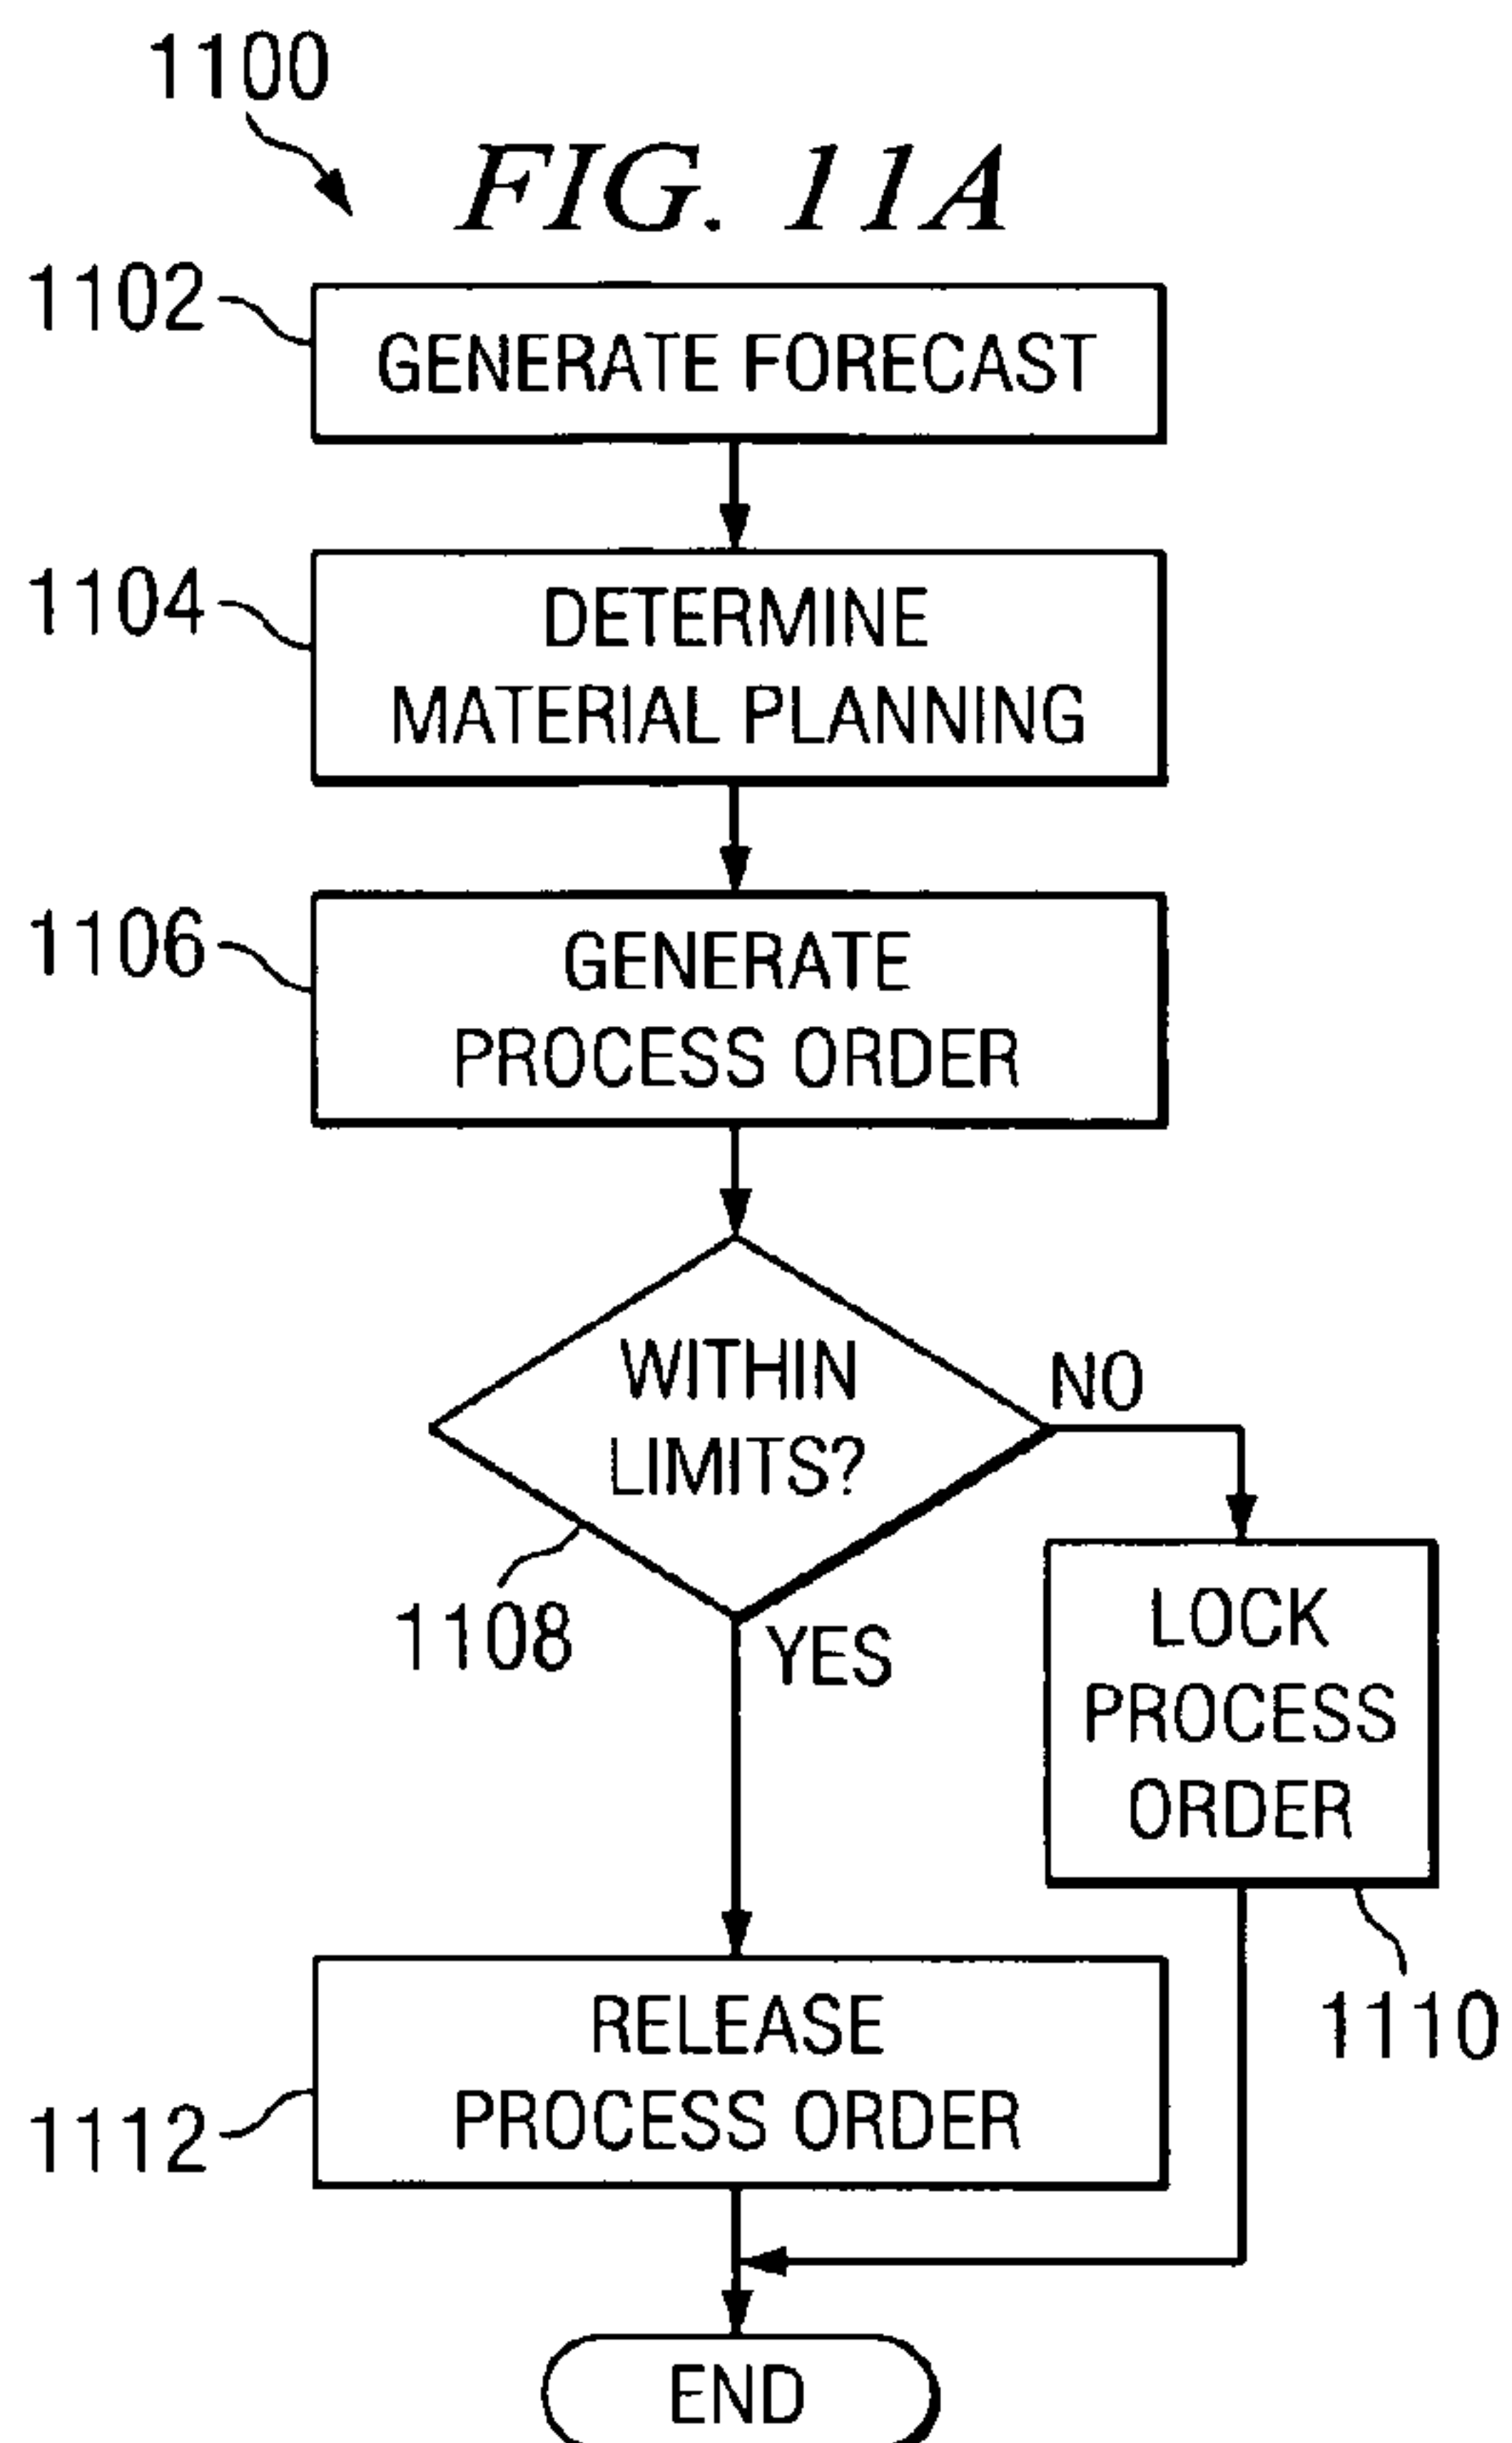 1100
FIG. 11A
1102
GENERATE FORECAST
1104
DETERMINE
MATERIAL PLANNING
1106
GENERATE
PROCESS ORDER
WITHIN
LIMITS?
NO
1108
YES
LOCK
PROCESS
ORDER
1110
RELEASE
PROCESS ORDER
1112
END